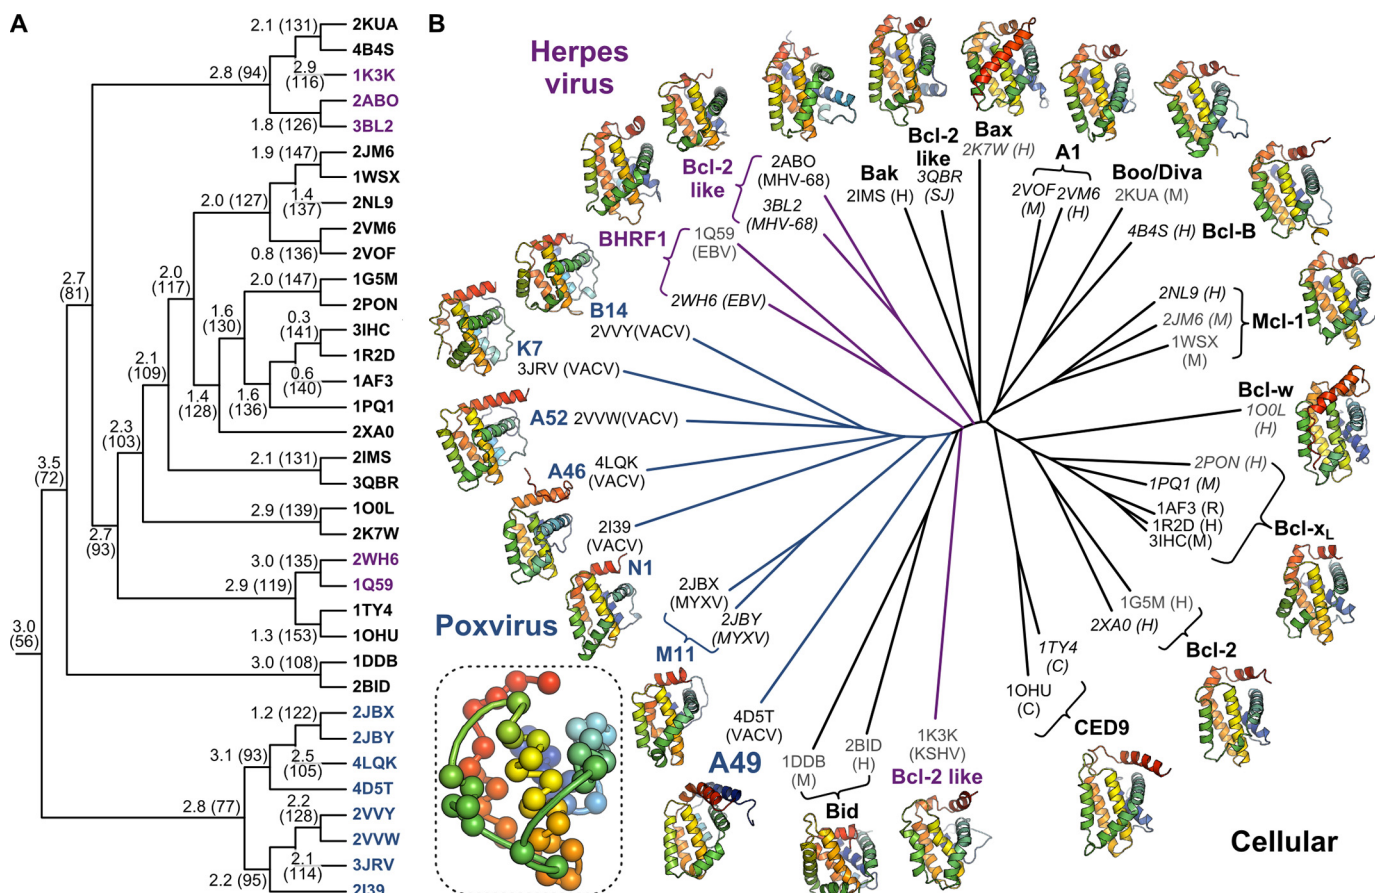 A
2.1 (131)
2KUA
4B4S
2.9
(116)
2.8 (94)
1K3K
2ABO
1.8 (126)
3BL2
1.9 (147)
2JM6
1WSX
1.4
(137)
2.0 (127)
2NL9
2VM6
0.8 (136)
2VOF
2.7
(81)
2.0
(117)
2.0 (147)
1G5M
2PON
1.6
(130)
0.3
(141)
3IHC
1R2D
2.1
(109)
0.6
(140)
1AF3
1.4
(128)
1.6
(136)
1PQ1
2XA0
2.3
(103)
2.1 (131)
2IMS
3QBR
3.5
(72)
2.9 (139)
1O0L
2K7W
2.7
(93)
3.0 (135)
2WH6
2.9 (119)
1Q59
1TY4
1.3 (153)
1OHU
3.0
(56)
3.0 (108)
1DDB
2BID
1.2 (122)
2JBX
2JBY
3.1 (93)
2.5
(105)
4LQK
4D5T
2.8 (77)
2.2
(128)
2VVY
2VVW
2.1
(114)
3JRV
2.2 (95)
2I39
B
Herpes
virus
Bcl-2
like
2ABO
(MHV-68)
3BL2
(MHV-68)
BHRF1
1Q59
(EBV)
2WH6 (EBV)
Bak
2IMS (H)
Bcl-2
like
3QBR
(SJ)
Bax
2K7W (H)
A1
2VOF
(M)
2VM6
(H)
Boo/Diva
2KUA (M)
4B4S (H)
Bcl-B
2NL9 (H)
2JM6 (M)
1WSX
(M)
Mcl-1
Bcl-w
1O0L
(H)
2PON (H)
1PQ1 (M)
1AF3 (R)
1R2D (H)
3IHC(M)
Bcl-xL
1G5M (H)
2XA0 (H)
Bcl-2
1TY4
(C)
1OHU
(C)
CED9
Cellular
1K3K
(KSHV)
Bcl-2 like
2BID
(H)
1DDB
(M)
Bid
4D5T
(VACV)
A49
2JBX
(MYXV)
2JBY
(MYXV)
M11
Poxvirus
N1
2I39
(VACV)
A46
4LQK
(VACV)
A52
2VVW(VACV)
K7
3JRV (VACV)
B14
2VVY(VACV)